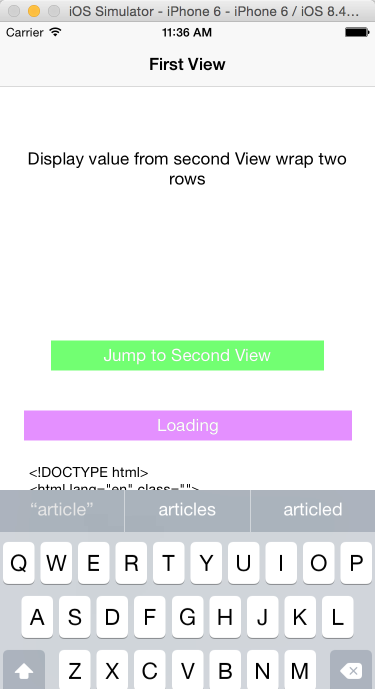 iOS Simulator - iPhone 6 - iPhone 6 / iOS 8.4…
Carrier 11:36 AM
First View
Display value from second View wrap two
rows
Jump to Second View
Loading
<!DOCTYPE html>
<html lang="en" class="">
“article” articles articled
Q W E R T Y U I O P
A S D F G H J K L
Z X C V B N M